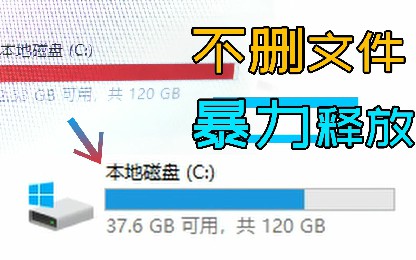 本地磁盘 (C:)
不删文件
GB 可用，共 120 GB
暴力释放
本地磁盘 (C:)
37.6 GB 可用，共 120 GB